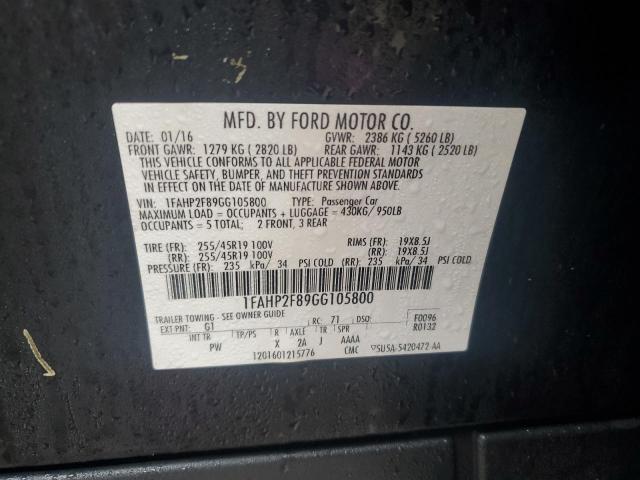 MFD. BY FORD MOTOR CO.
DATE: 01/16 GVWR: 2386 KG ( 5260 LB)
FRONT GAWR: 1279 KG ( 2820 LB) REAR GAWR: 1143 KG ( 2520 LB)
THIS VEHICLE CONFORMS TO ALL APPLICABLE FEDERAL MOTOR
VEHICLE SAFETY, BUMPER, AND THEFT PREVENTION STANDARDS
IN EFFECT ON THE DATE OF MANUFACTURE SHOWN ABOVE.
VIN: 1FAHP2F89GG105800 TYPE: Passenger Car
MAXIMUM LOAD = OCCUPANTS + LUGGAGE = 430KG/ 950LB
OCCUPANTS = 5 TOTAL: 2 FRONT, 3 REAR
TIRE (FR): 255/45R19 100V RIMS (FR): 19X8.5J
(RR): 255/45R19 100V (RR): 19X8.5J
PRESSURE (FR): 235 kPa/ 34 PSI COLD (RR): 235 kPa/ 34 PSI COLD
1FAHP2F89GG105800
TRAILER TOWING - SEE OWNER GUIDE F0096
EXT PNT: G1 RC: 71 DSO: R0132
INT TR TP/PS R AXLE TR SPR
PW X 2A J AAAA
1201601215776 CMC ▽SUSA-5420472-AA